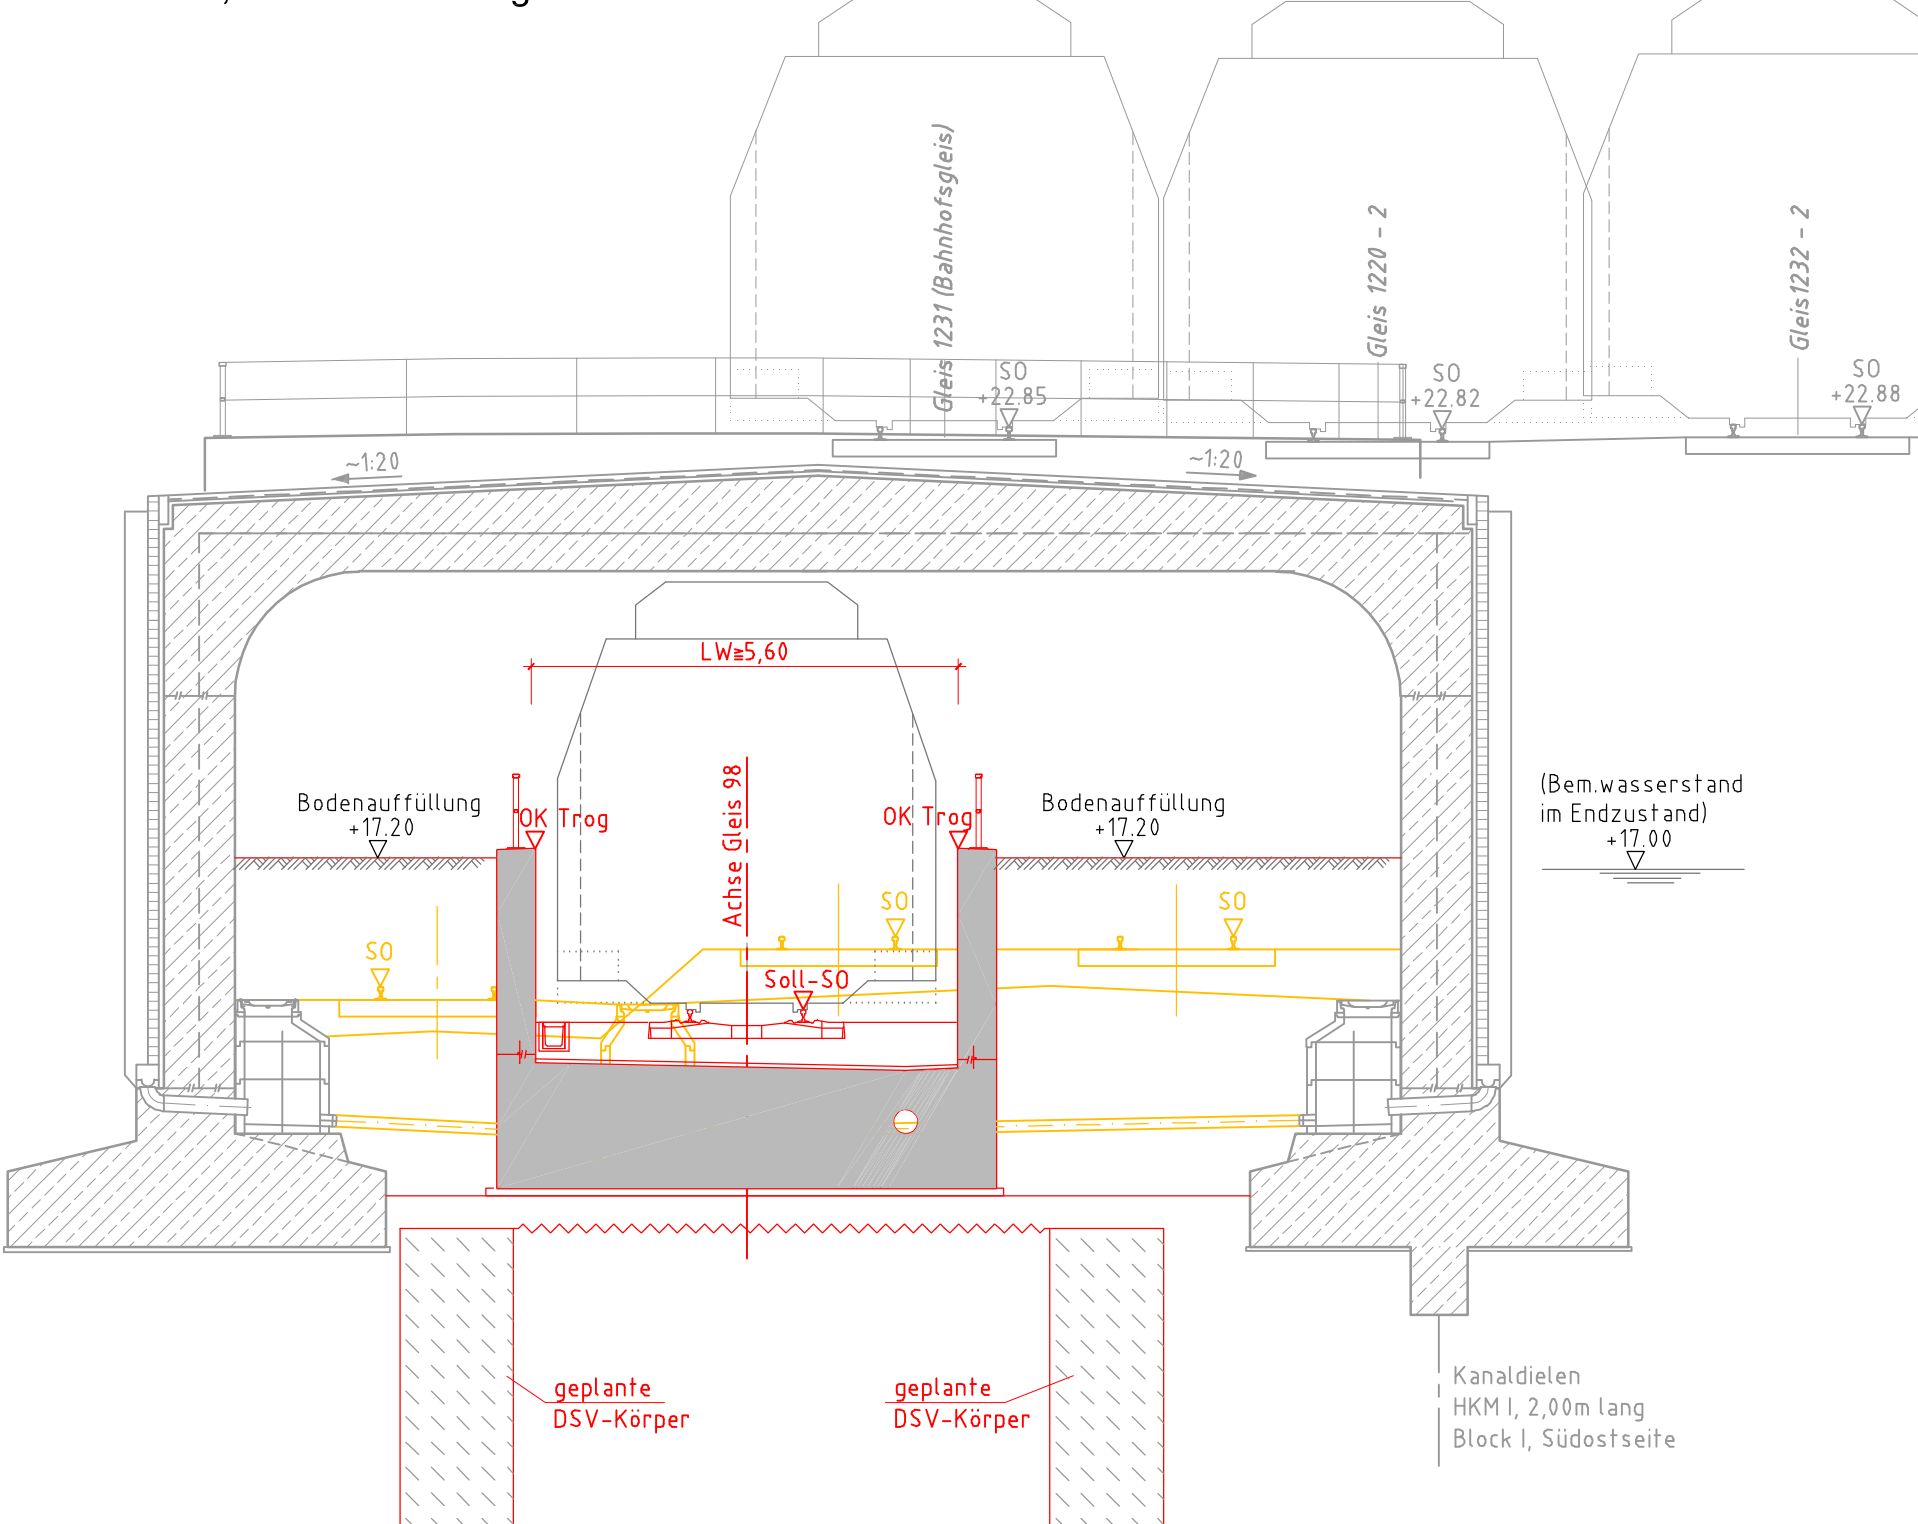 Gleis 1231 (Bahnhofsgleis)
Gleis 1220 - 2
Gleis1232 - 2
SO
+22.85
SO
+22.82
SO
+22.88
~1:20
~1:20
LW≧5,60
Achse Gleis 98
Bodenauffüllung
+17.20
OK Trog
OK Trog
Bodenauffüllung
+17.20
(Bem.wasserstand
im Endzustand)
+17.00
SO
SO
SO
Soll-SO
geplante
DSV-Körper
geplante
DSV-Körper
Kanaldielen
HKM I, 2,00m lang
Block I, Südostseite